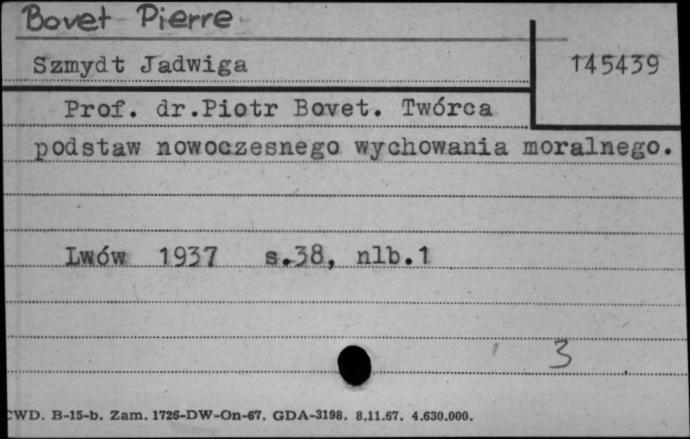 Bovet Pierre
Szmydt Jadwiga
145439
Prof. dr.Piotr Bovet. Twórca
podstaw nowoczesnego wychowania moralnego.
Lwów 1937 s.38, nlb.1
3
CWD. B-15-b. Zam. 1726-DW-On-67. GDA-3198. 8.11.67. 4.630.000.